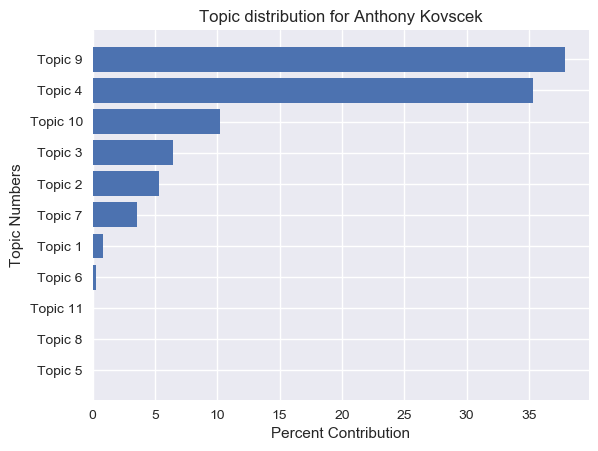 Topic distribution for Anthony Kovscek
Topic Numbers
Topic 9
Topic 4
Topic 10
Topic 3
Topic 2
Topic 7
Topic 1
Topic 6
Topic 11
Topic 8
Topic 5
0 5 10 15 20 25 30 35
Percent Contribution